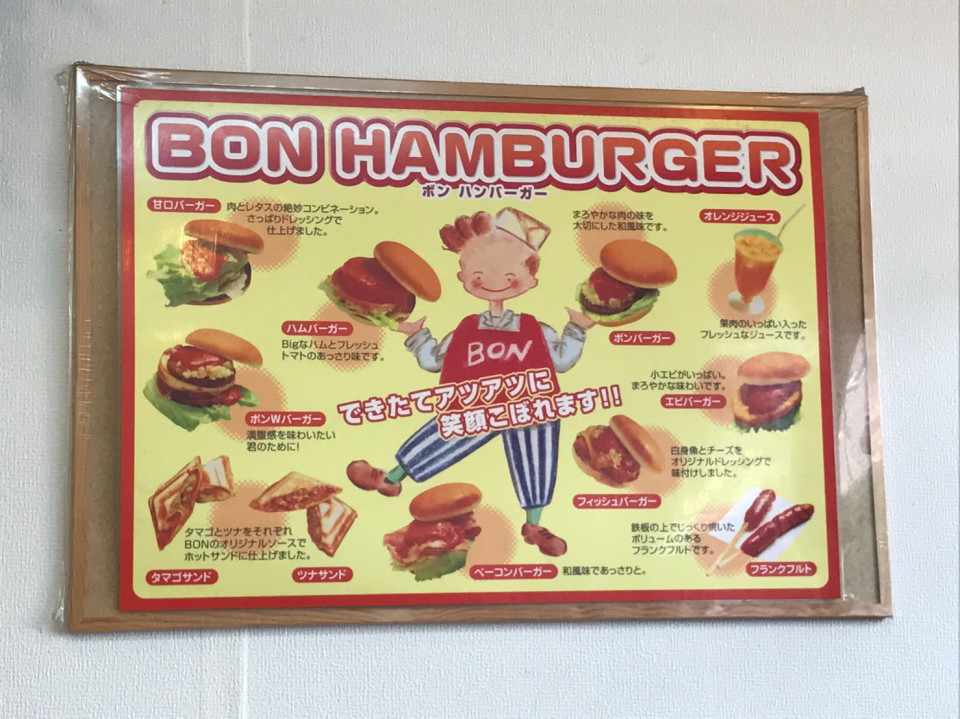 BON HAMBURGER
ボン ハンバーガー
甘口バーガー
肉とレタスの絶妙コンビネーション。
さっぱりドレッシングで
仕上げました。
まろやかな肉の味を
大切にした和風味です。
ボンバーガー
オレンジジュース
果肉のいっぱい入った
フレッシュなジュースです。
ハムバーガー
Bigなハムとフレッシュ
トマトのあっさり味です。
BON
できたてアツアツに
笑顔こぼれます!!
小エビがいっぱい。
まろやかな味わいです。
エビバーガー
ボンWバーガー
満腹感を味わいたい
君のために!
白身魚とチーズを
オリジナルドレッシングで
味付けしました。
フィッシュバーガー
タマゴとツナをそれぞれ
BONのオリジナルソースで
ホットサンドに仕上げました。
タマゴサンド
ツナサンド
ベーコンバーガー
和風味であっさりと。
鉄板の上でじっくり焼いた
ボリュームのある
フランクフルトです。
フランクフルト